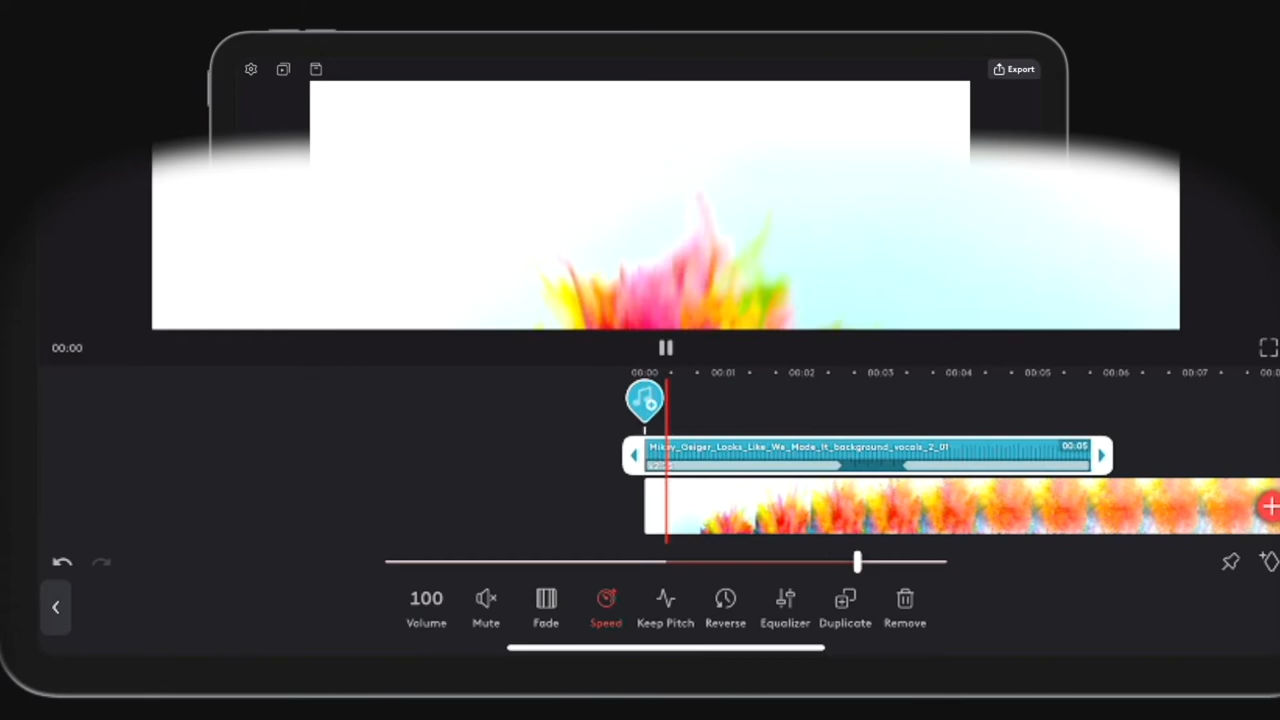 Export
00:00
00:00 00:01 00:02 00:03 00:04 00:05 00:06 00:07
Mikey_Geiger_Looks_Like_We_Made_It_background_vocals_2_01 00:05
100
Volume Mute Fade Speed Keep Pitch Reverse Equalizer Duplicate Remove